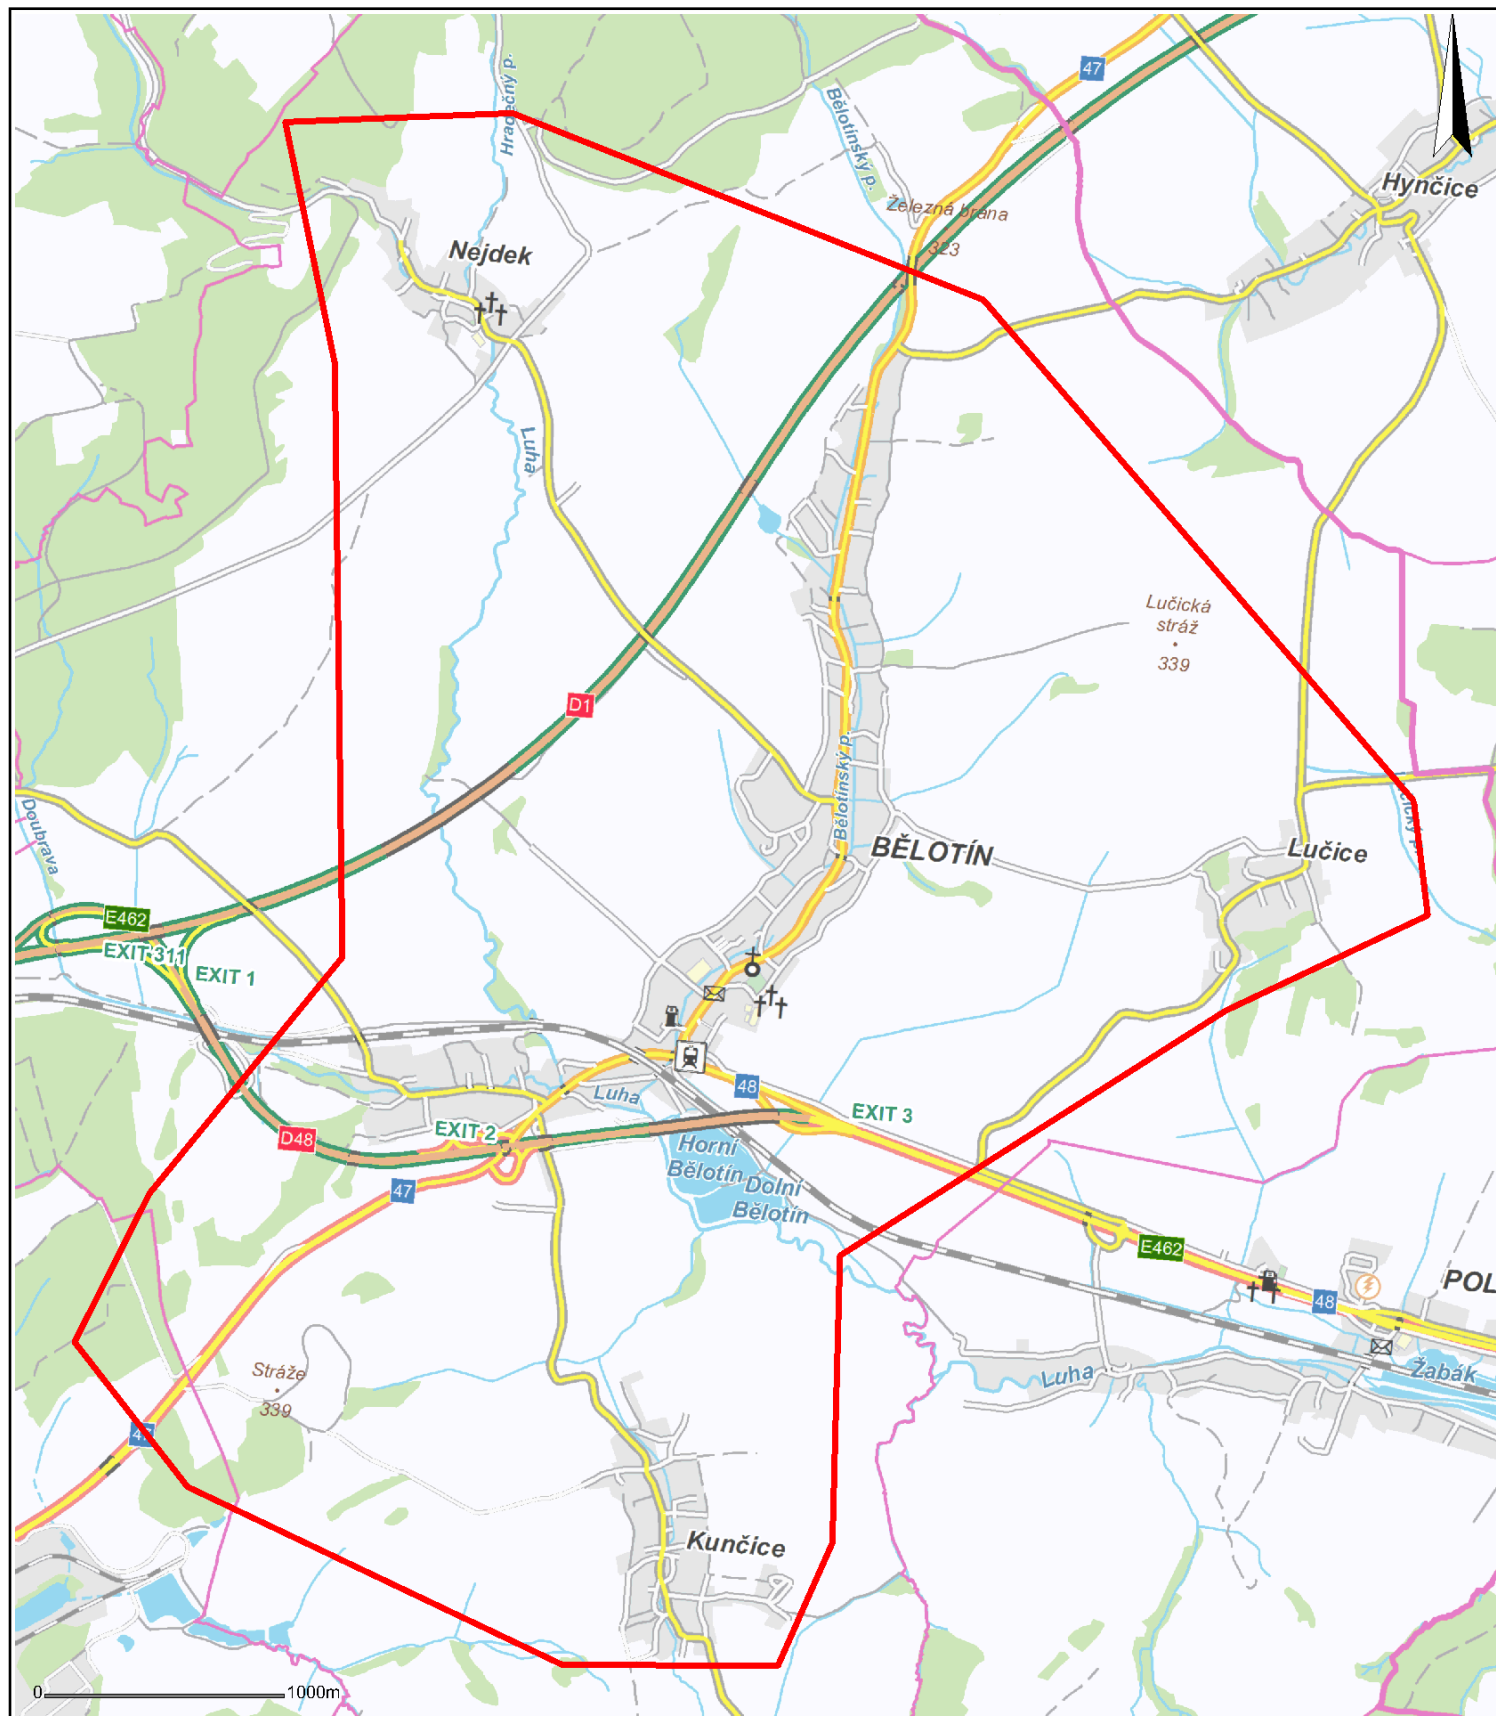 47
Hradečný p.
Bělotínský p.
Hynčice
Železná brána
323
Nejdek
Luha
Lučická
stráž
339
D1
Bělotínský p.
Doubrava
BĚLOTÍN
Lučice
E462
EXIT 311
EXIT 1
48
Luha
EXIT 3
D48
EXIT 2
Horní
Bělotín
Dolní
Bělotín
47
E462
48
POL
Stráže
339
Luha
Žabák
Kunčice
0
1000m